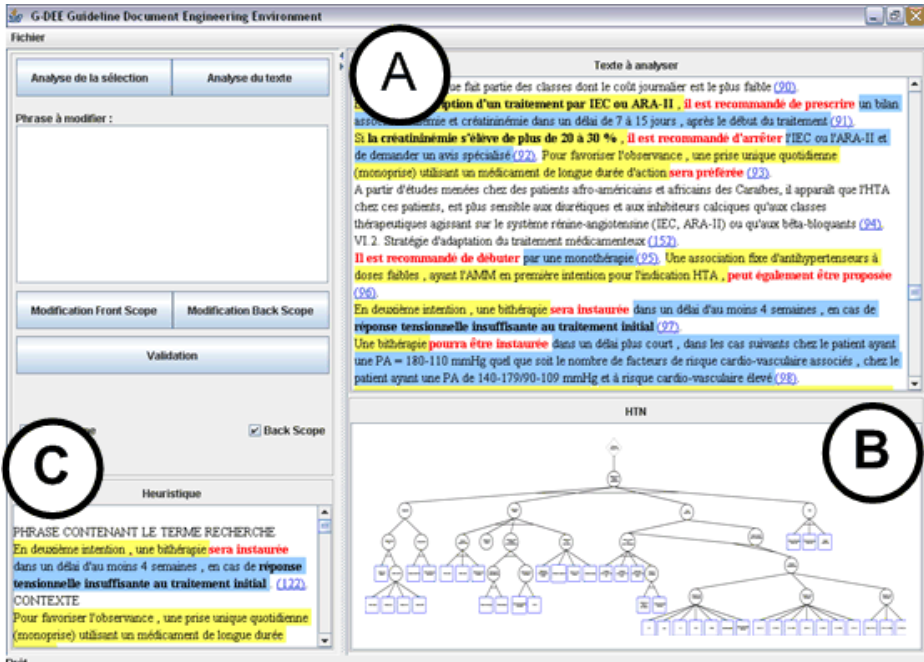 G-DEE Guideline Document Engineering Environment
Fichier
Analyse de la sélection
Analyse du texte
Phrase à modifier :
Modification Front Scope
Modification Back Scope
Validation
Back Scope
C
Heuristique
PHRASE CONTENANT LE TERME RECHERCHE
En deuxième intention , une bithérapie sera instaurée
dans un délai d'au moins 4 semaines , en cas de réponse
tensionnelle insuffisante au traitement initial . (122).
CONTEXTE
Pour favoriser l'observance , une prise unique quotidienne
(monoprise) utilisant un médicament de longue durée
A
Texte à analyser
ue fait partie des classes dont le coût journalier est le plus faible (90).
ption d'un traitement par IEC ou ARA-II , il est recommandé de prescrire un bilan
associ émie et créatininémie dans un délai de 7 à 15 jours , après le début du traitement (91).
Si la créatininémie s'élève de plus de 20 à 30 % , il est recommandé d'arrêter l'IEC ou l'ARA-II et
de demander un avis spécialisé (92). Pour favoriser l'observance , une prise unique quotidienne
(monoprise) utilisant un médicament de longue durée d'action sera préférée (93).
A partir d'études menées chez des patients afro-américains et africains des Caraïbes, il apparaît que l'HTA
chez ces patients, est plus sensible aux diurétiques et aux inhibiteurs calciques qu'aux classes
thérapeutiques agissant sur le système rénine-angiotensine (IEC, ARA-II) ou qu'aux bêta-bloquants (94).
VI.2. Stratégie d'adaptation du traitement médicamenteux (152).
Il est recommandé de débuter par une monothérapie (95). Une association fixe d'antihypertenseurs à
doses faibles , ayant l'AMM en première intention pour l'indication HTA , peut également être proposée
(96).
En deuxième intention , une bithérapie sera instaurée dans un délai d'au moins 4 semaines , en cas de
réponse tensionnelle insuffisante au traitement initial (97).
Une bithérapie pourra être instaurée dans un délai plus court , dans les cas suivants chez le patient ayant
une PA = 180-110 mmHg quel que soit le nombre de facteurs de risque cardio-vasculaire associés , chez le
patient ayant une PA de 140-179/90-109 mmHg et à risque cardio-vasculaire élevé (98).
HTN
B